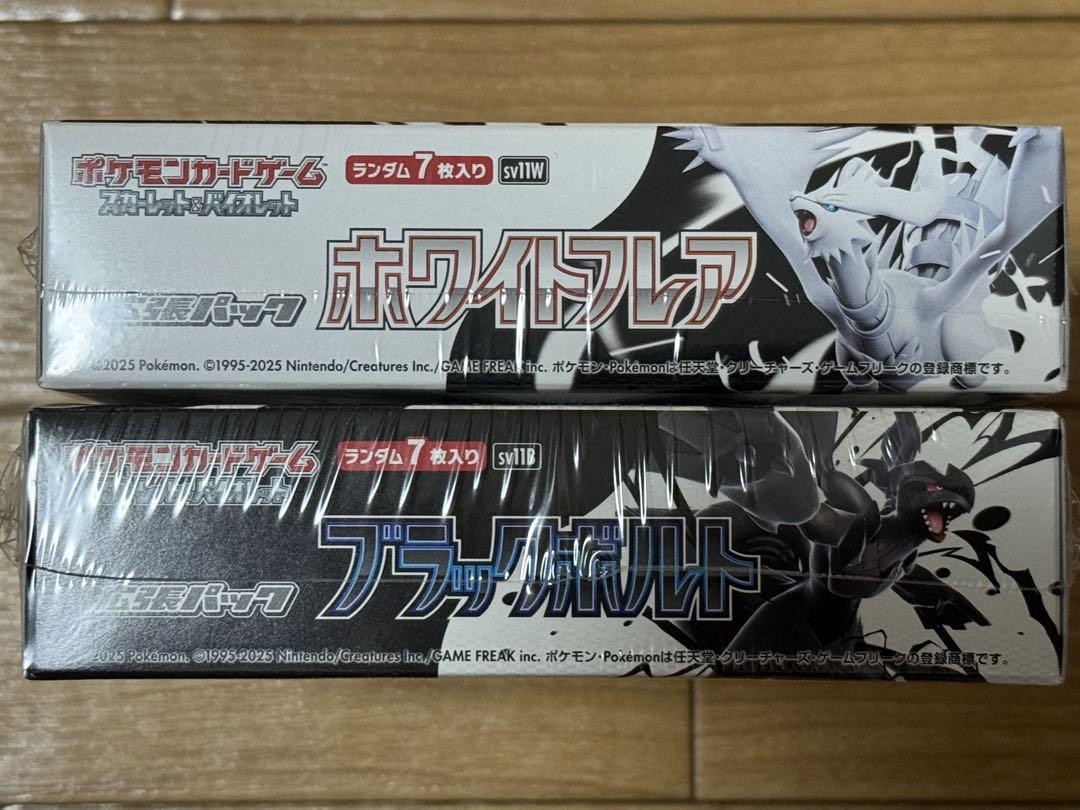 ポケモンカードゲーム
スカーレット&バイオレット
ランダム7枚入り
sv11W
拡張パック
ホワイトフレア
©2025 Pokémon. ©1995-2025 Nintendo/Creatures Inc./GAME FREAK inc. ポケモン・Pokémonは任天堂・クリーチャーズ・ゲームフリークの登録商標です。
ポケモンカードゲーム
ランダム7枚入り
sv11B
拡張パック
ブラックボルト
2025 Pokémon. ©1995-2025 Nintendo/Creatures Inc./GAME FREAK inc. ポケモン・Pokémonは任天堂・クリーチャーズ・ゲームフリークの登録商標です。